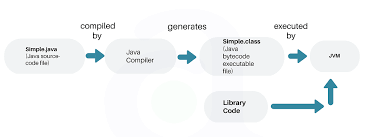 compiled
by
generates
executed
by
Simple.java
(Java source-
code file)
Java
Compiler
Simple.class
(Java
bytecode
executable
file)
JVM
Library
Code